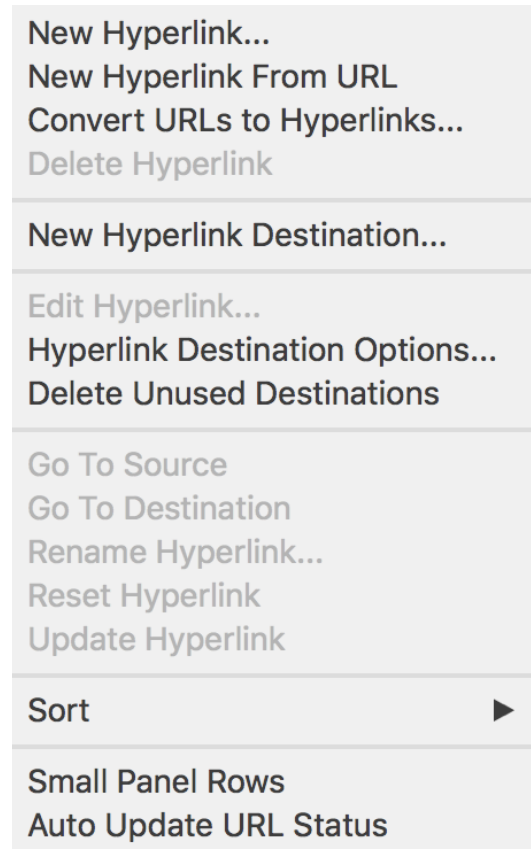 New Hyperlink...
New Hyperlink From URL
Convert URLs to Hyperlinks...
Delete Hyperlink
New Hyperlink Destination...
Edit Hyperlink...
Hyperlink Destination Options...
Delete Unused Destinations
Go To Source
Go To Destination
Rename Hyperlink...
Reset Hyperlink
Update Hyperlink
Sort
Small Panel Rows
Auto Update URL Status